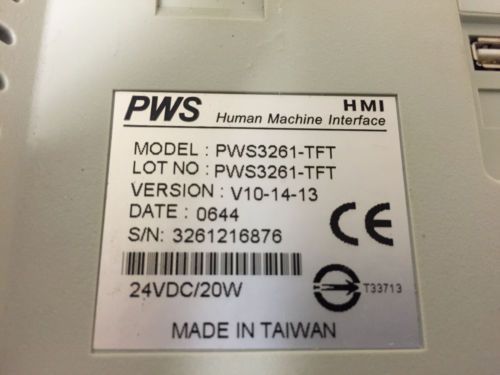 PWS HMI
Human Machine Interface
MODEL : PWS3261-TFT
LOT NO : PWS3261-TFT
VERSION : V10-14-13
DATE : 0644
S/N: 3261216876
CE
24VDC/20W
T33713
MADE IN TAIWAN